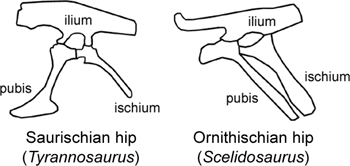 ilium
pubis
ischium
Saurischian hip
(Tyrannosaurus)
ilium
pubis
ischium
Ornithischian hip
(Scelidosaurus)